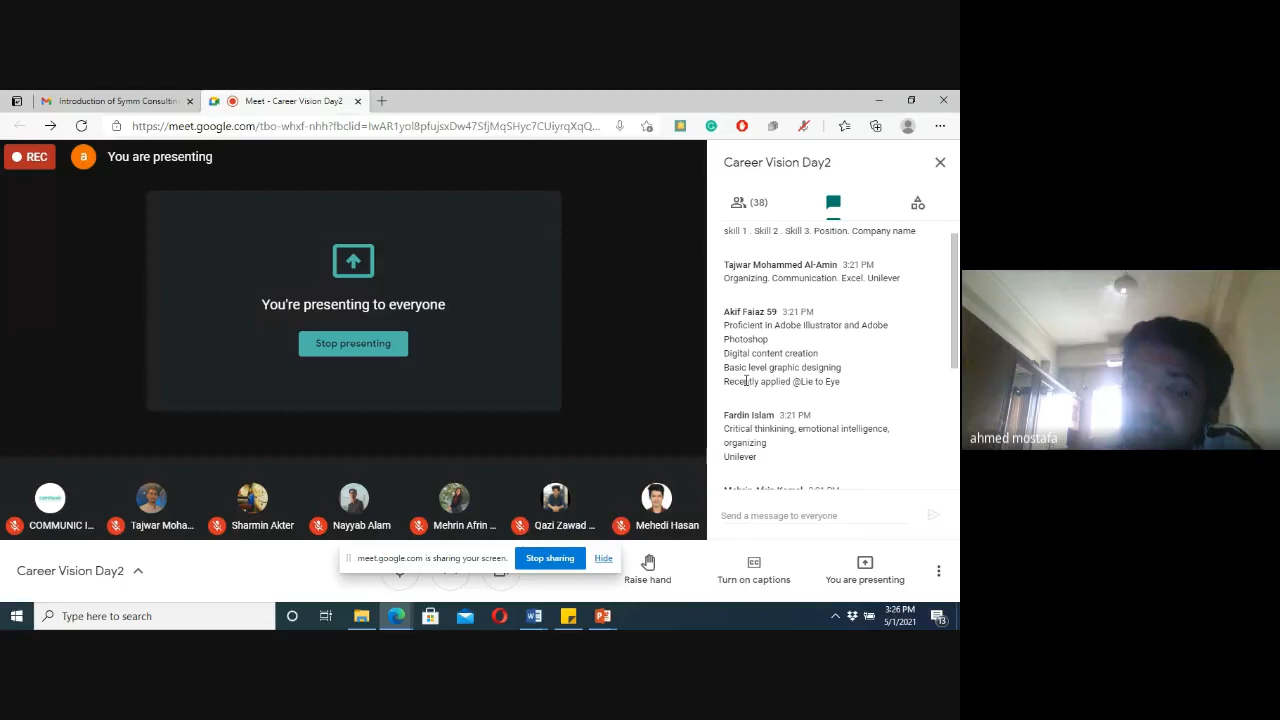 Introduction of Symm Consultin
Meet - Career Vision Day2
https://meet.google.com/tbo-whxf-nhh?fbclid=IwAR1yol8pfujsxDw47SfjMqSHyc7CUiyrqXqQ...
REC
a
You are presenting
Career Vision Day2
(38)
skill 1 . Skill 2 . Skill 3. Position. Company name
Tajwar Mohammed Al-Amin 3:21 PM
Organizing. Communication. Excel. Unilever
Akif Faiaz 59 3:21 PM
Proficient in Adobe Illustrator and Adobe
Photoshop
Digital content creation
Basic level graphic designing
Recently applied @Lie to Eye
Fardin Islam 3:21 PM
Critical thinkining, emotional intelligence,
organizing
Unilever
You're presenting to everyone
Stop presenting
Send a message to everyone
COMMUNIC I...
Tajwar Moha...
Sharmin Akter
Nayyab Alam
Mehrin Afrin ...
Qazi Zawad ...
Mehedi Hasan
meet.google.com is sharing your screen.
Stop sharing
Hide
Career Vision Day2
Raise hand
Turn on captions
You are presenting
Type here to search
3:26 PM
5/1/2021
13
ahmed mostafa